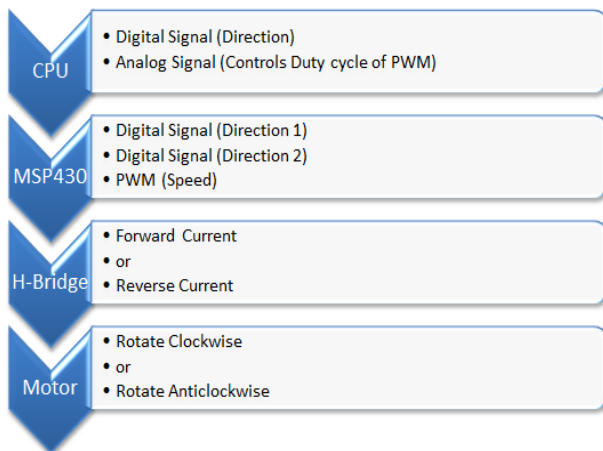 CPU
• Digital Signal (Direction)
• Analog Signal (Controls Duty cycle of PWM)
MSP430
• Digital Signal (Direction 1)
• Digital Signal (Direction 2)
• PWM (Speed)
H-Bridge
• Forward Current
• or
• Reverse Current
Motor
• Rotate Clockwise
• or
• Rotate Anticlockwise